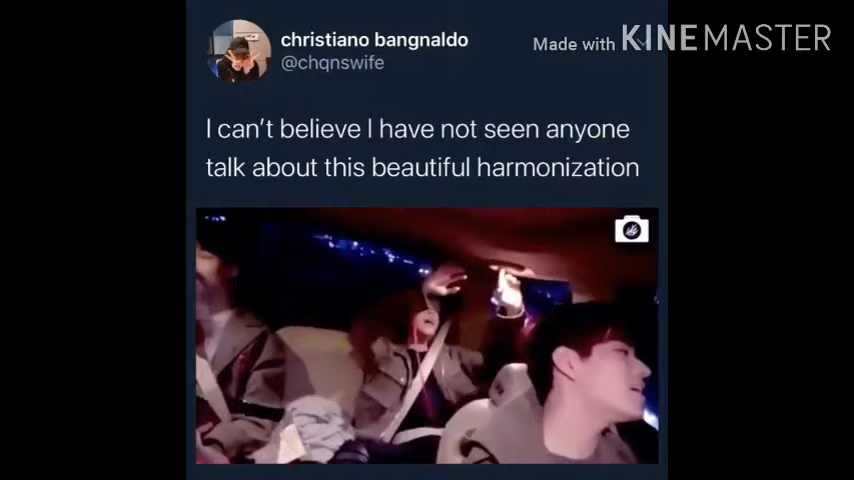 christiano bangnaldo
@chqnswife
Made with KINEMASTER
I can't believe I have not seen anyone
talk about this beautiful harmonization